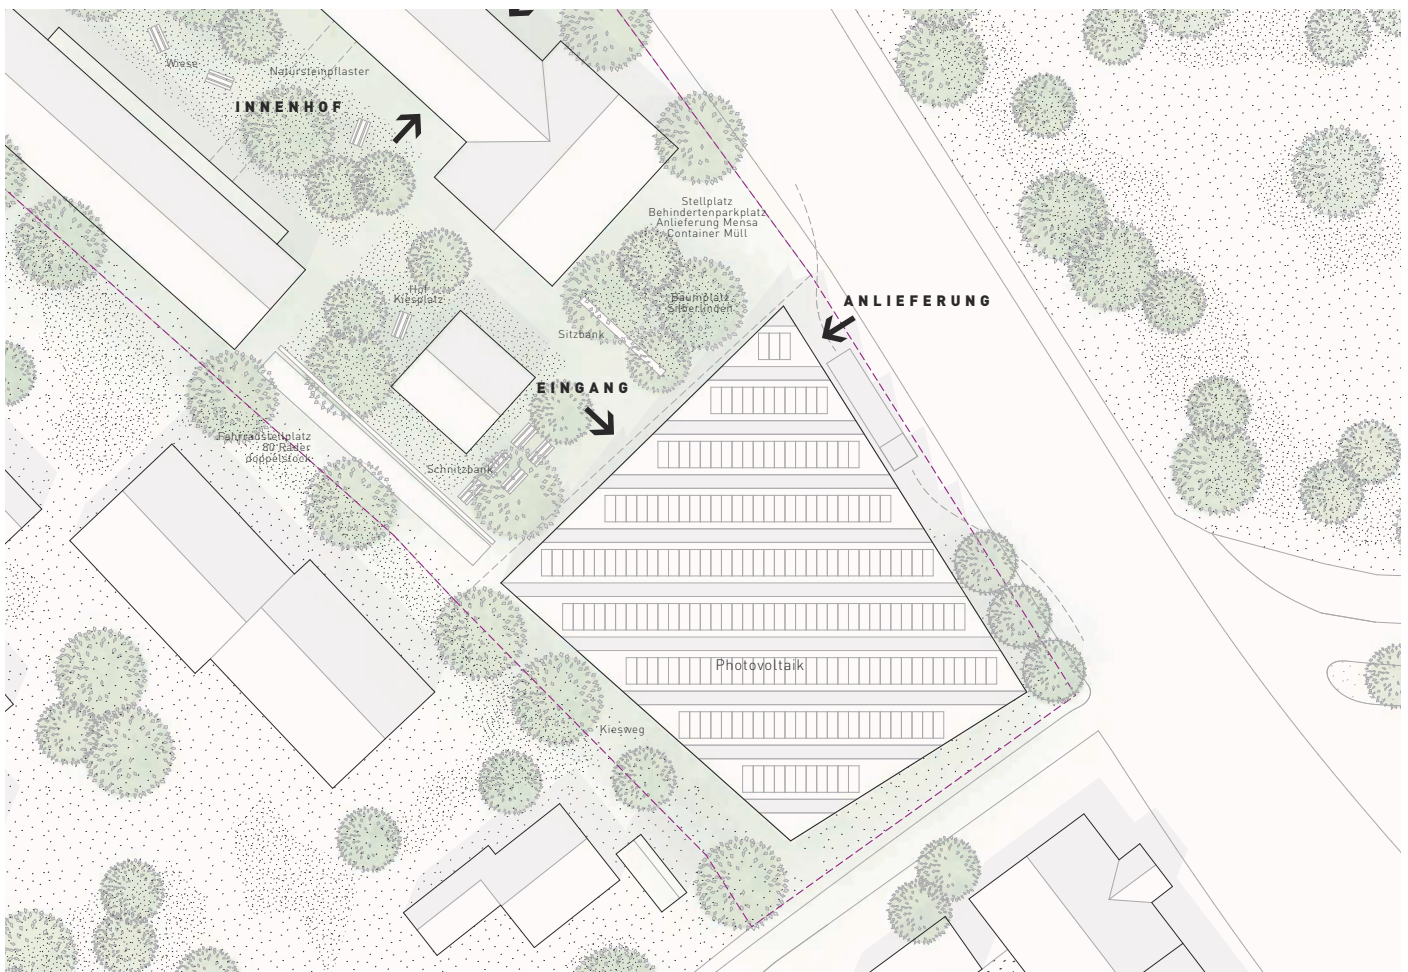 Wiese
Natursteinpflaster
INNENHOF
Stellplatz
Behindertenparkplatz
Anlieferung Mensa
Container Müll
Hof
Kiesplatz
Baumplatz
Silberlinden
ANLIEFERUNG
Sitzbank
EINGANG
Fahrradstellplatz
80 Räder
doppelstock
Schnitzbank
Photovoltaik
Kiesweg